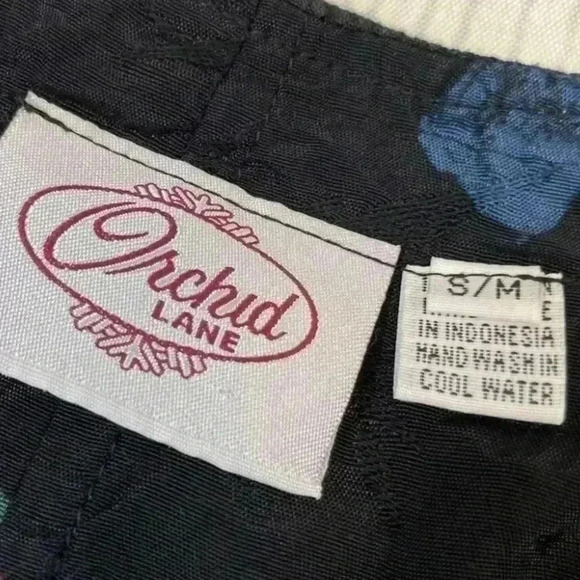 Orchid
LANE
S/M
E
IN INDONESIA
HAND WASH IN
COOL WATER